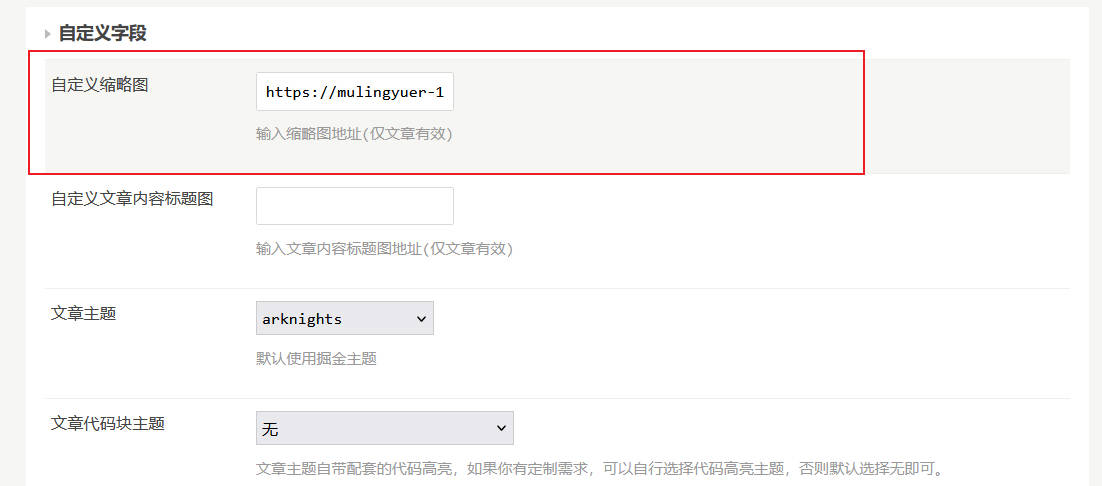 自定义字段
自定义缩略图
https://mulingyuer-1
输入缩略图地址(仅文章有效)
自定义文章内容标题图
输入文章内容标题图地址(仅文章有效)
文章主题
arknights
默认使用掘金主题
文章代码块主题
无
文章主题自带配套的代码高亮，如果你有定制需求，可以自行选择代码高亮主题，否则默认选择无即可。